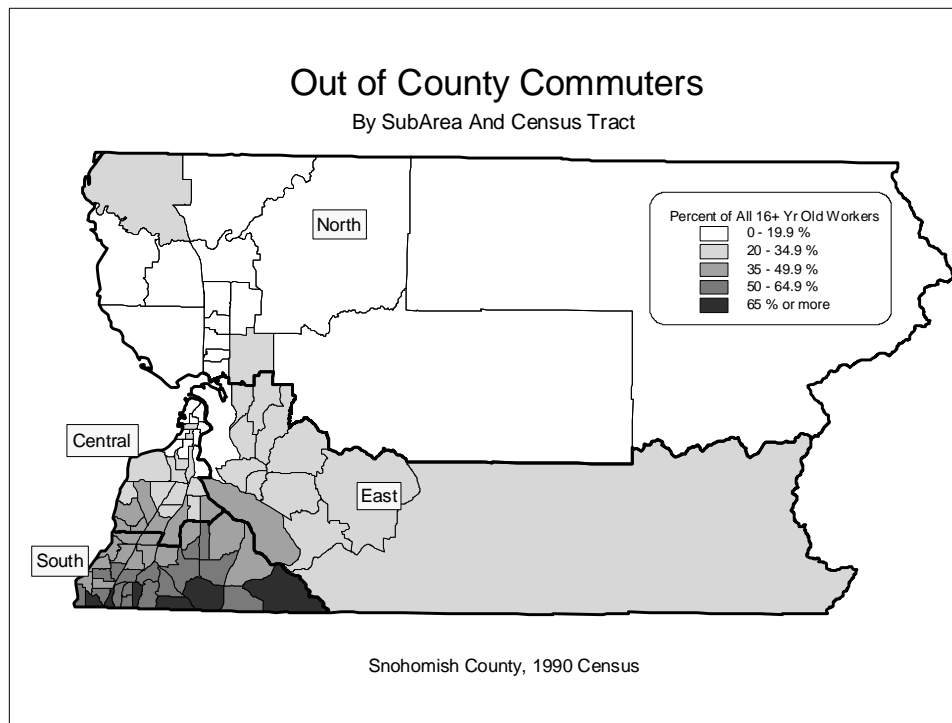 Out of County Commuters
By SubArea And Census Tract
North
Percent of All 16+ Yr Old Workers
0 - 19.9 %
20 - 34.9 %
35 - 49.9 %
50 - 64.9 %
65 % or more
Central
East
South
Snohomish County, 1990 Census